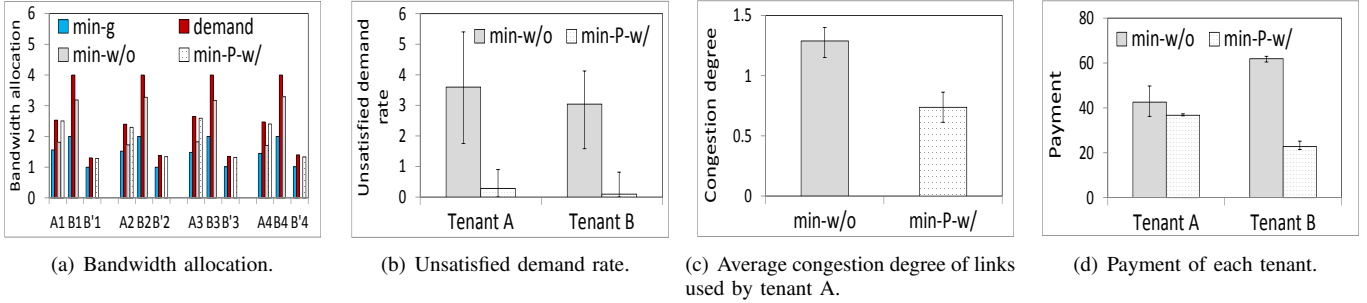 6
5
4
3
2
1
0
Bandwidth allocation
min-g
demand
min-w/o
min-P-w/
A1 B1 B'1 A2 B2 B'2 A3 B3 B'3 A4 B4 B'4
(a) Bandwidth allocation.
6
5
4
3
2
1
0
Unsatisfied demand
rate
min-w/o
min-P-w/
Tenant A
Tenant B
(b) Unsatisfied demand rate.
1.5
1
0.5
0
Congestion degree
min-w/o
min-P-w/
(c) Average congestion degree of links
used by tenant A.
80
60
40
20
0
Payment
min-w/o
min-P-w/
Tenant A
Tenant B
(d) Payment of each tenant.